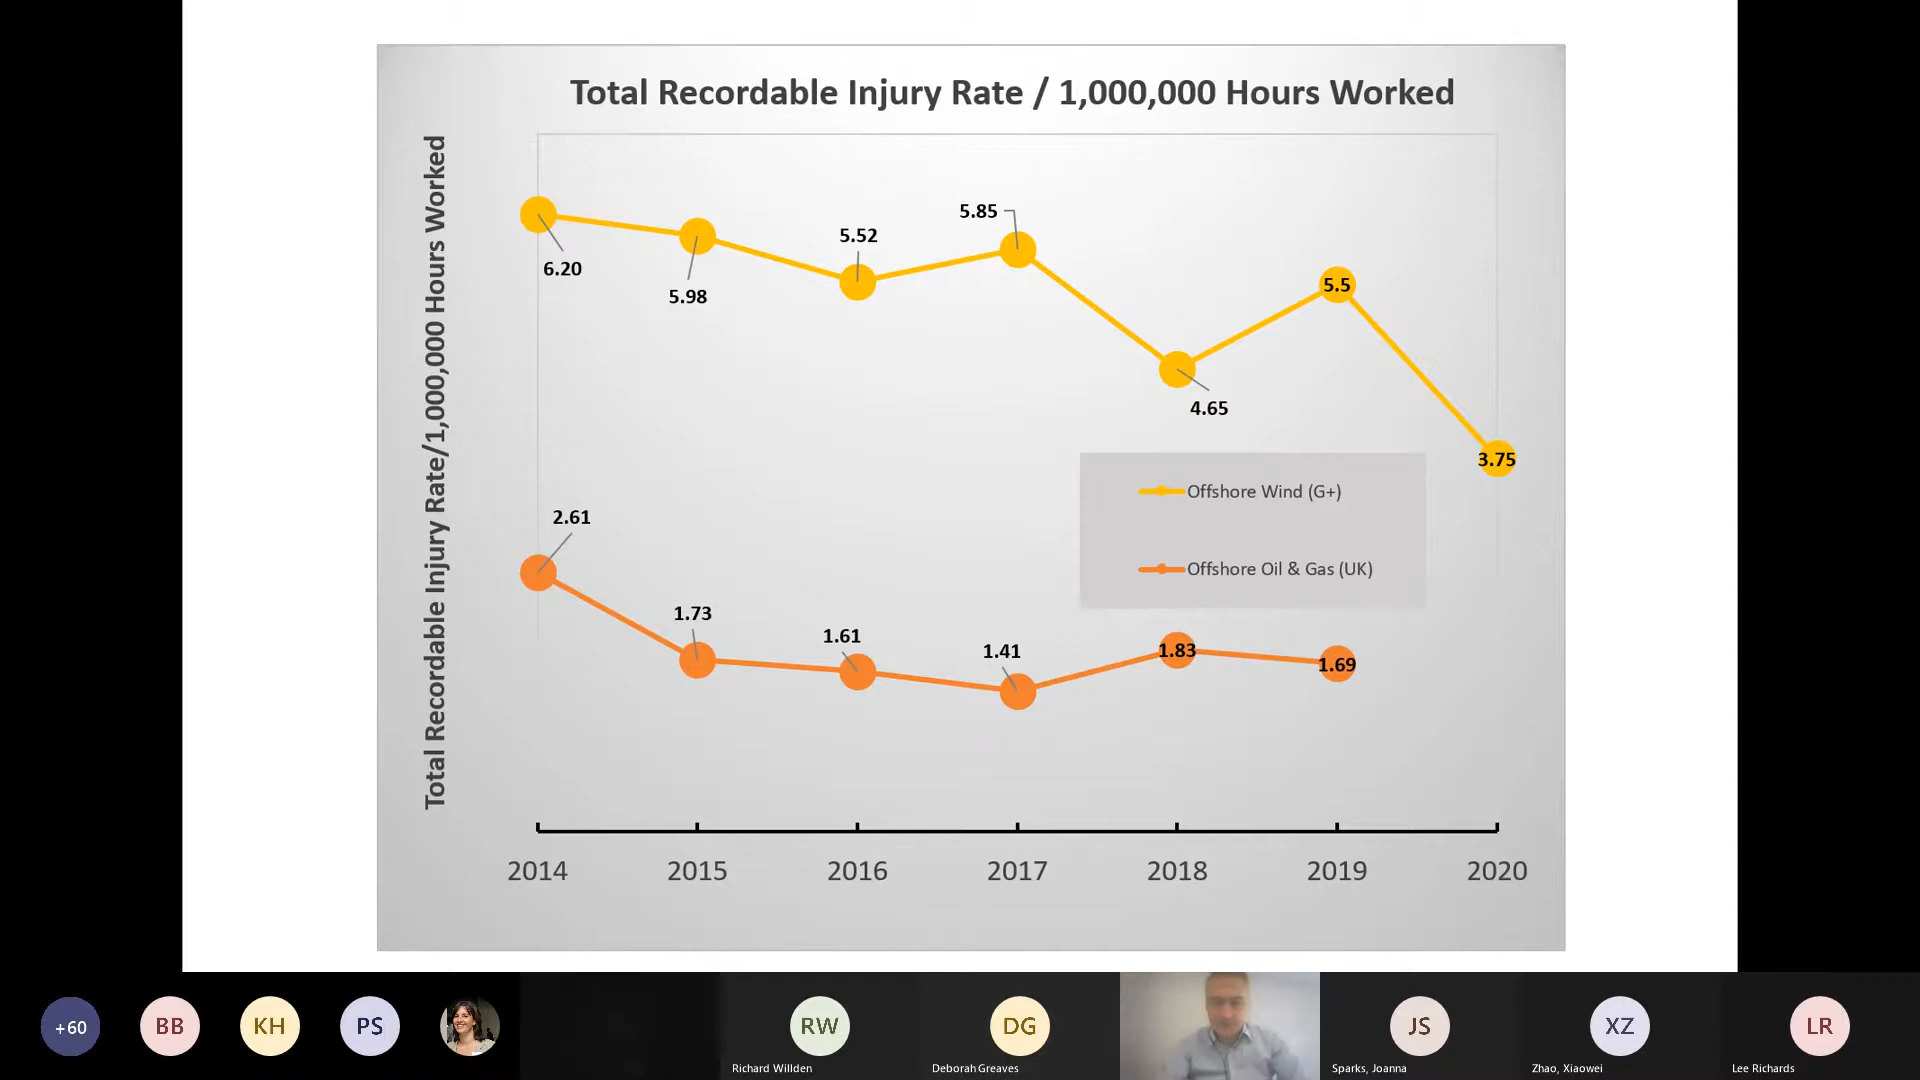 Total Recordable Injury Rate / 1,000,000 Hours Worked
Total Recordable Injury Rate/1,000,000 Hours Worked
6.20
5.98
5.52
5.85
4.65
5.5
3.75
Offshore Wind (G+)
Offshore Oil & Gas (UK)
2.61
1.73
1.61
1.41
1.83
1.69
2014
2015
2016
2017
2018
2019
2020
+60
BB
KH
PS
RW
DG
JS
XZ
LR
Richard Willden
Deborah Greaves
Sparks, Joanna
Zhao, Xiaowei
Lee Richards